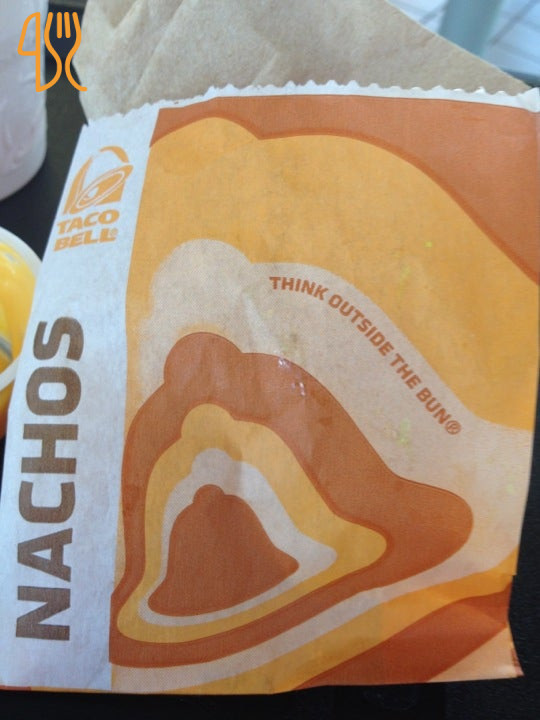 TACO
BELL®
NACHOS
THINK OUTSIDE THE BUN®